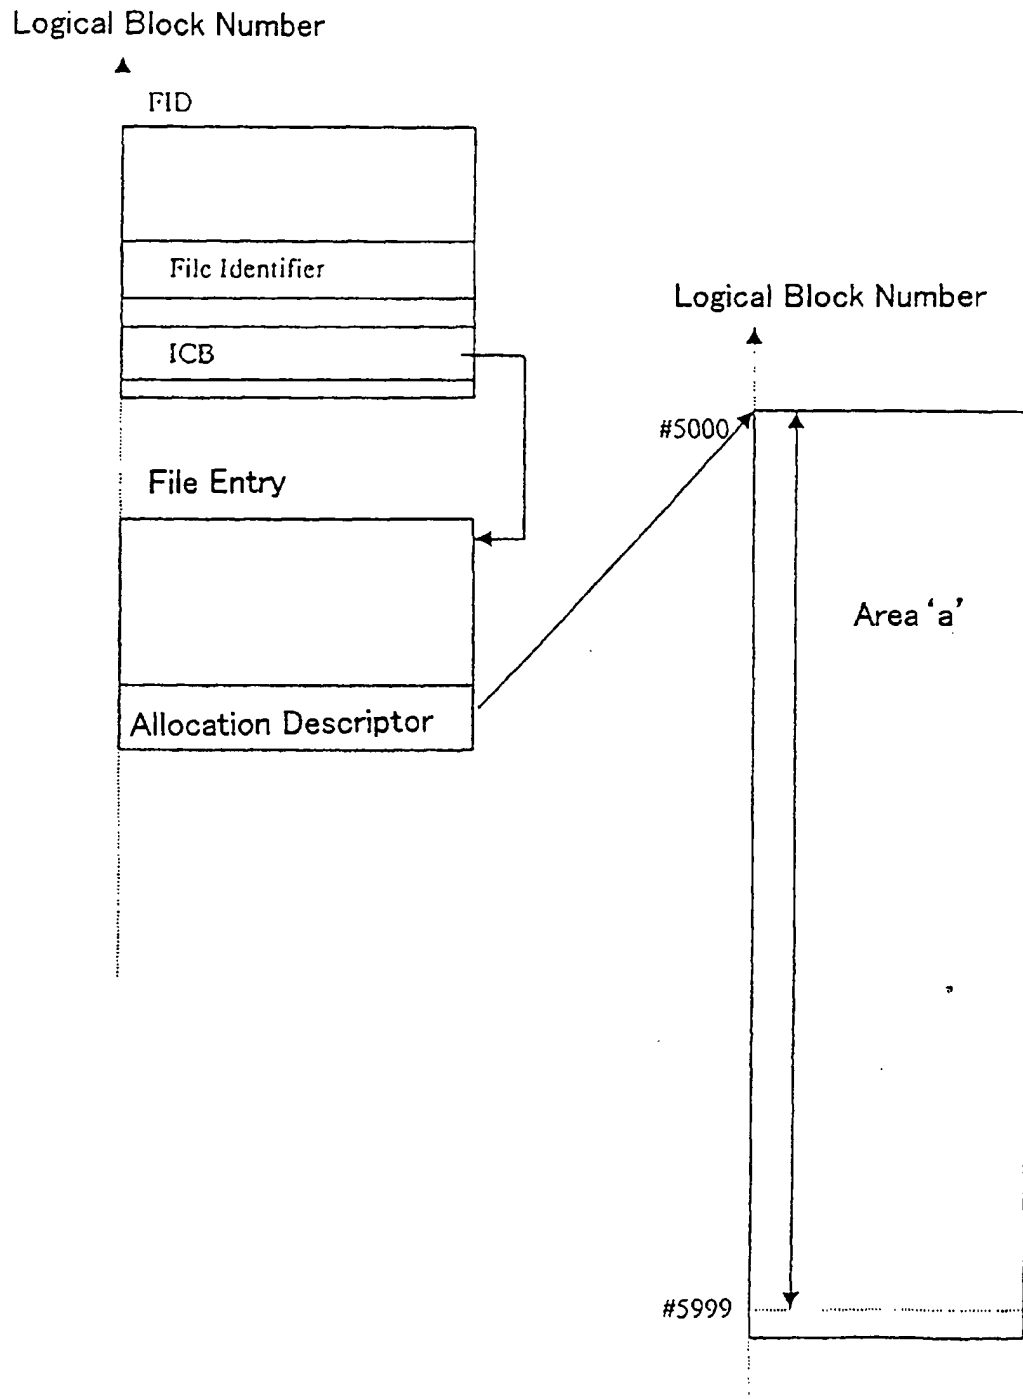 Logical Block Number
FID
File Identifier
ICB
File Entry
Allocation Descriptor
Logical Block Number
#5000
Area 'a'
#5999